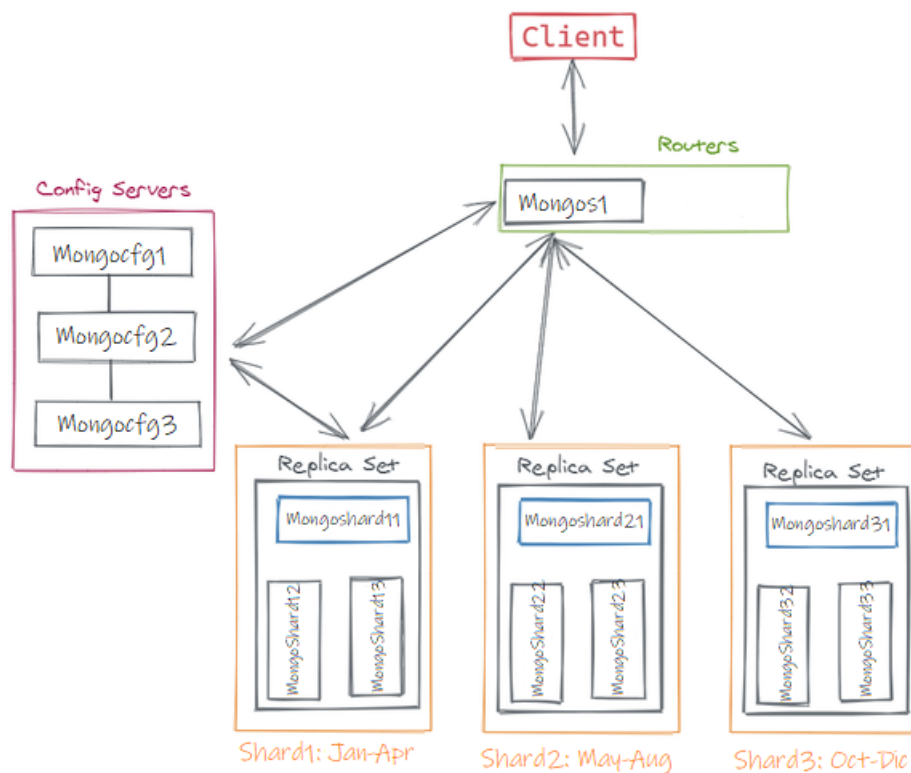 Client
Routers
Mongos1
Config Servers
Mongocfg1
Mongocfg2
Mongocfg3
Replica Set
Mongoshard11
MongoShard12
MongoShard13
Shard1: Jan-Apr
Replica Set
Mongoshard21
MongoShard22
MongoShard23
Shard2: May-Aug
Replica Set
Mongoshard31
MongoShard32
MongoShard33
Shard3: Oct-Dic